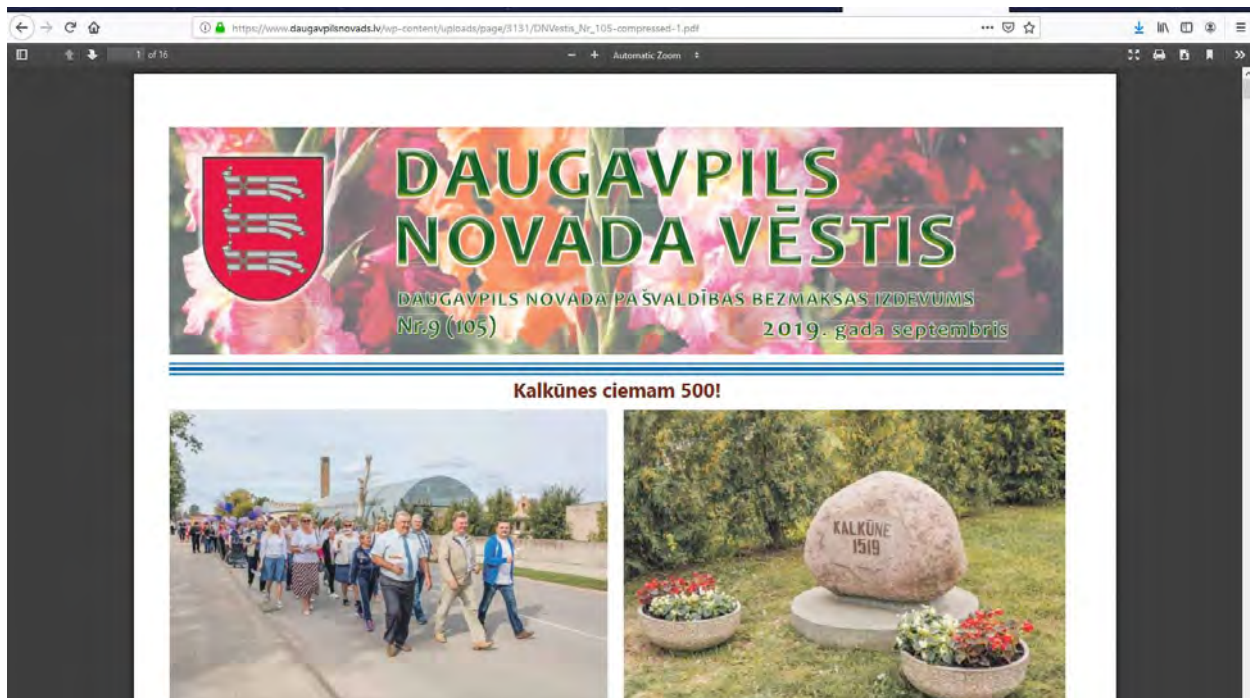 https://www.daugavpilsnovads.lv/wp-content/uploads/page/3131/DNVestis_Nr_105-compressed-1.pdf
1 of 16
Automatic Zoom
DAUGAVPILS
NOVADA VĒSTIS
DAUGAVPILS NOVADA PAŠVALDĪBAS BEZMAKSAS IZDEVUMS
Nr.9 (105)
2019. gada septembris
Kalkūnes ciemam 500!
KALKŪNE
1519